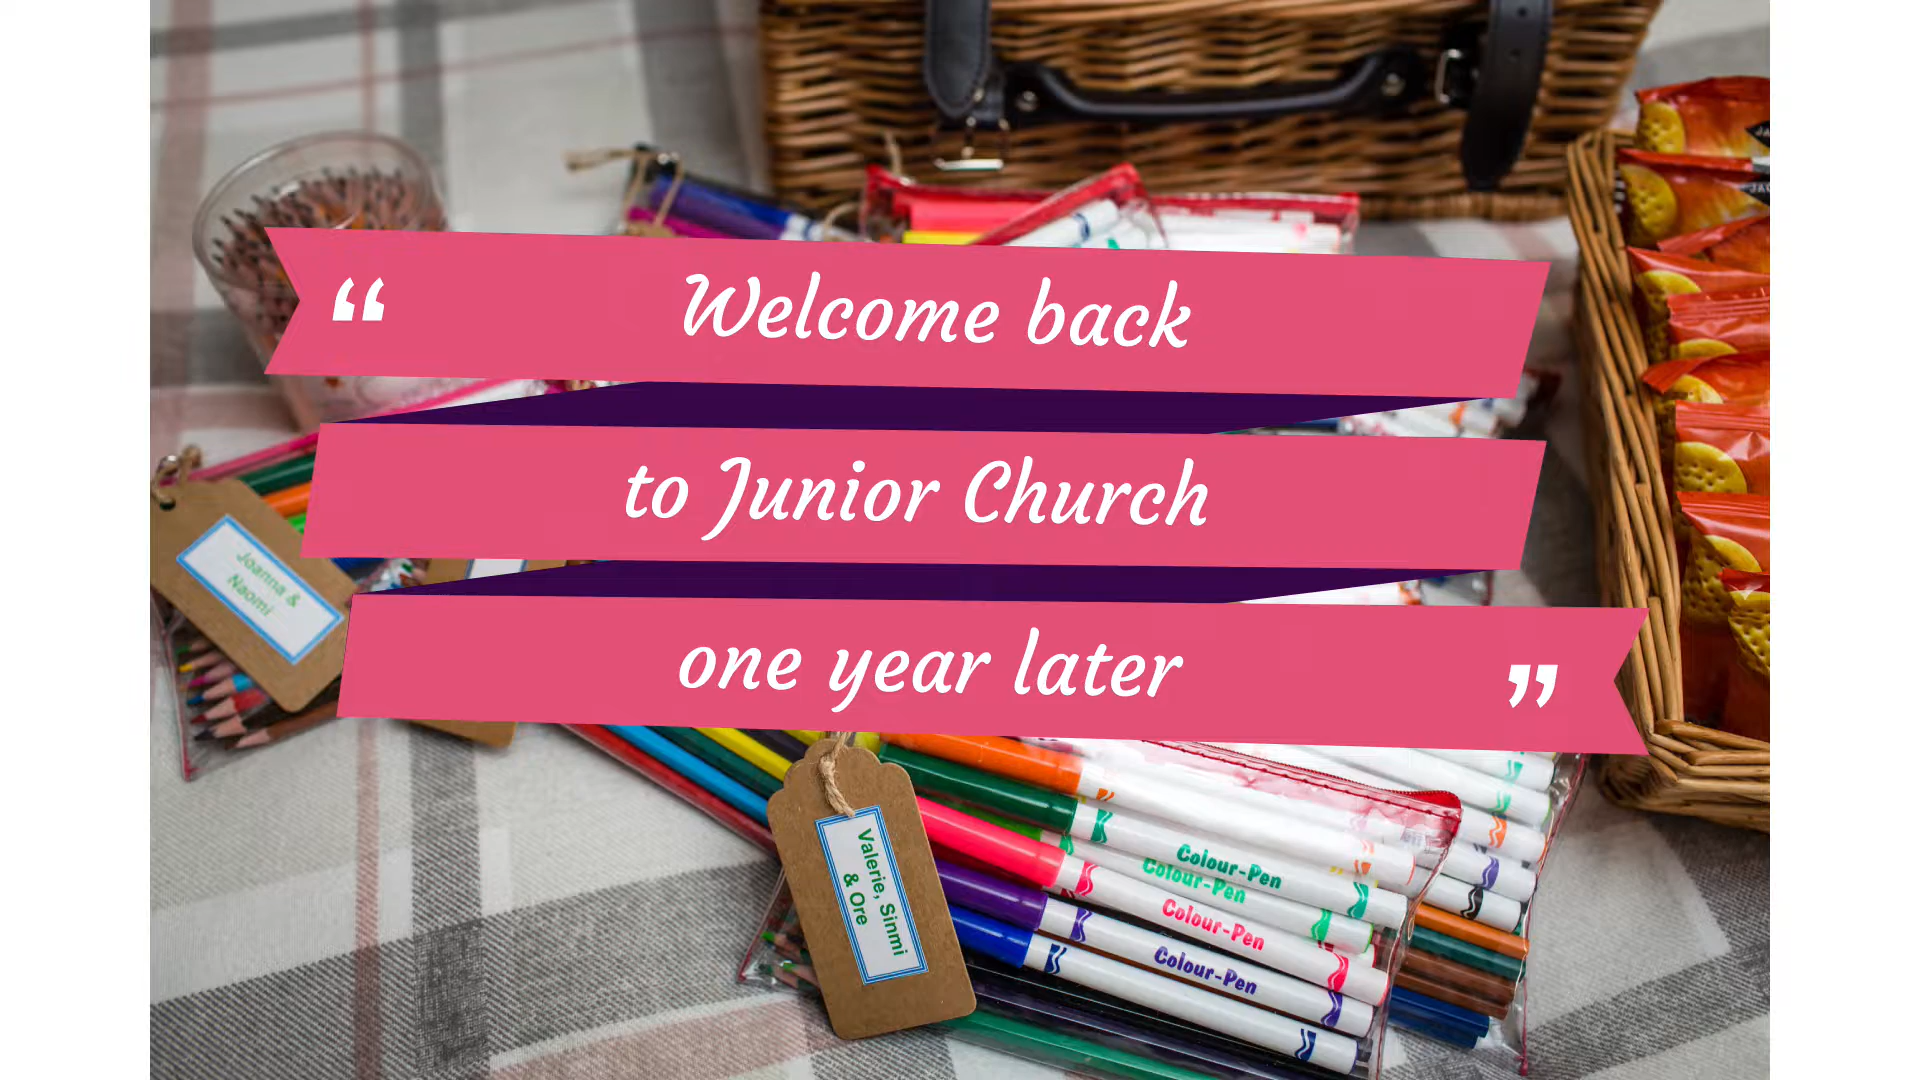 “ Welcome back
to Junior Church
one year later ”
Joanna &
Naomi
Valerie, Sinmi
& Ore
Colour-Pen
Colour-Pen
Colour-Pen
Colour-Pen